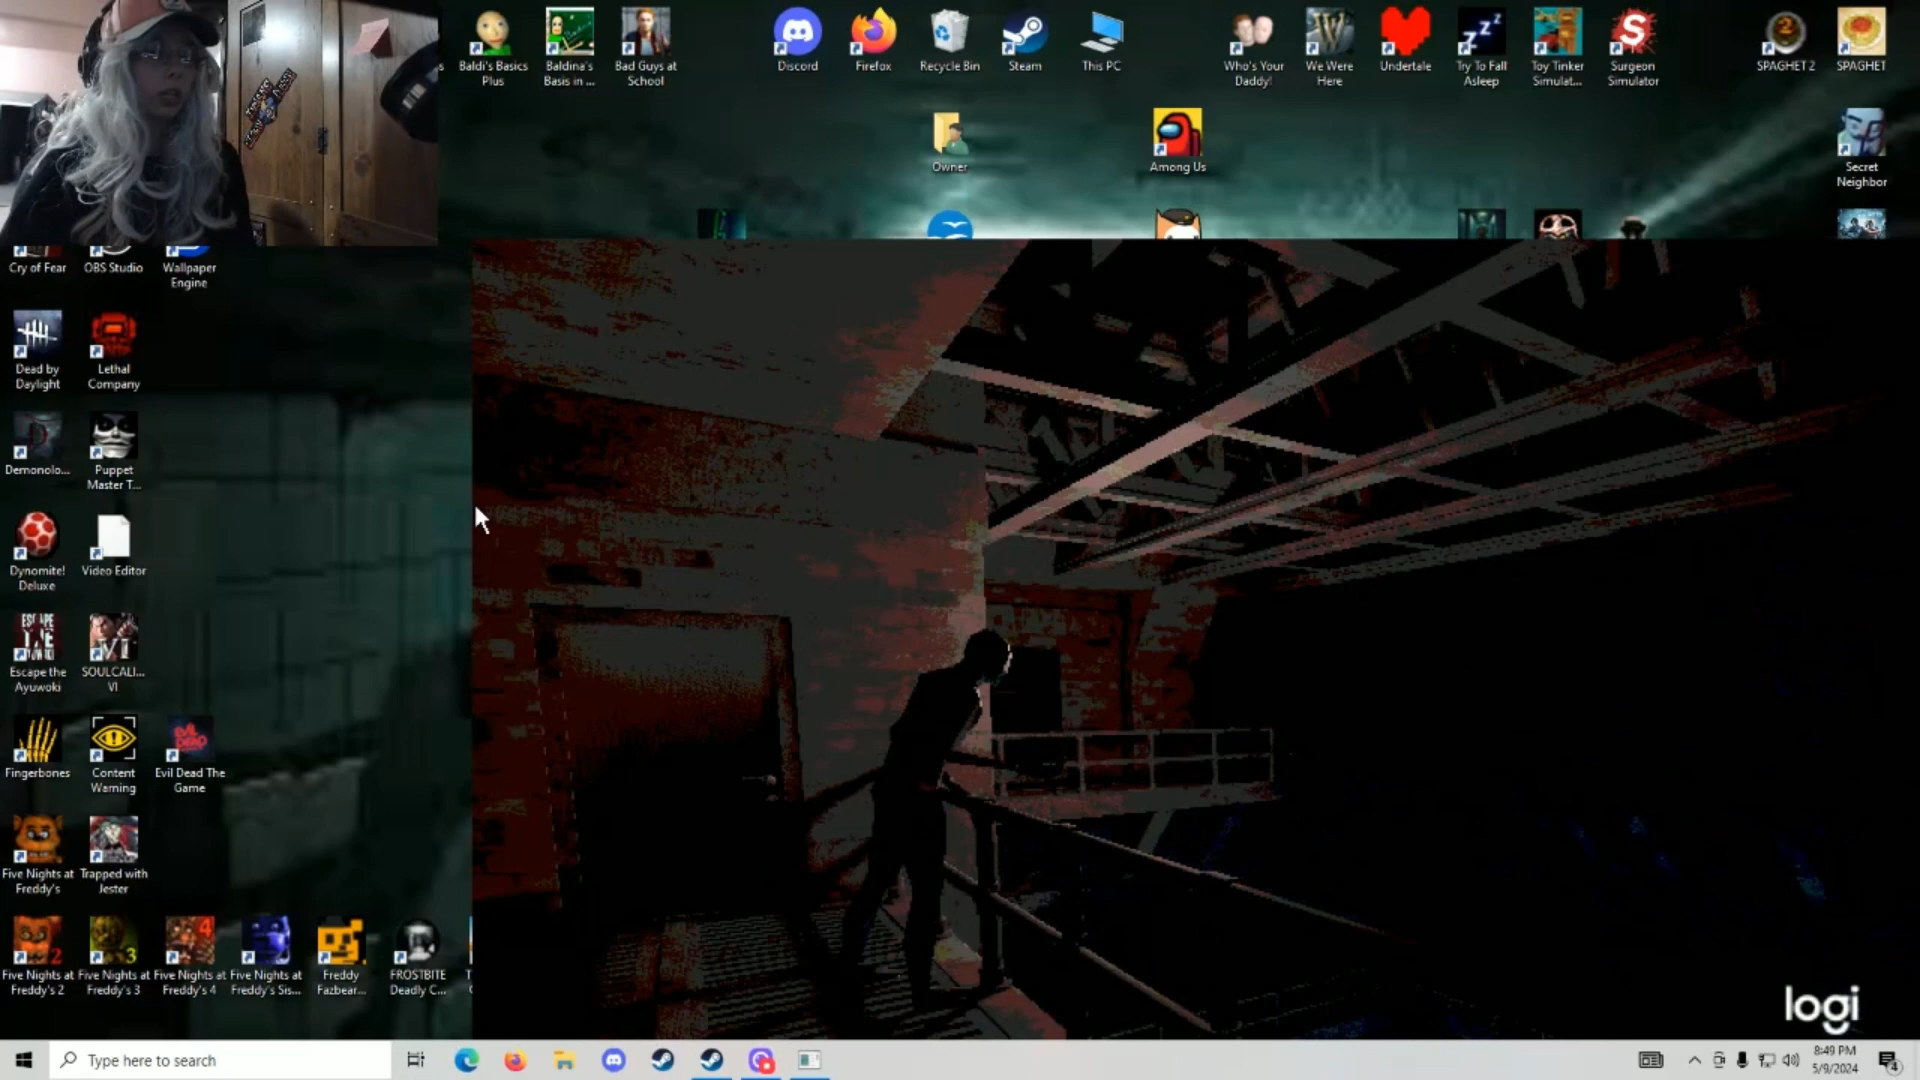 Baldi's Basics Plus
Baldina's Basis in ...
Bad Guys at School
Discord
Firefox
Recycle Bin
Steam
This PC
Who's Your Daddy!
We Were Here
Undertale
Try To Fall Asleep
Toy Tinker Simulat...
Surgeon Simulator
SPAGHET 2
SPAGHET
Owner
Among Us
Secret Neighbor
Cry of Fear
OBS Studio
Wallpaper Engine
Dead by Daylight
Lethal Company
Demonolo...
Puppet Master T...
Dynomite! Deluxe
Video Editor
Escape the Ayuwoki
SOULCALI... VI
Fingerbones
Content Warning
Evil Dead The Game
Five Nights at Freddy's
Trapped with Jester
Five Nights at Freddy's 2
Five Nights at Freddy's 3
Five Nights at Freddy's 4
Five Nights at Freddy's Sis...
Freddy Fazbear...
FROSTBITE Deadly C...
logi
Type here to search
8:49 PM
5/9/2024